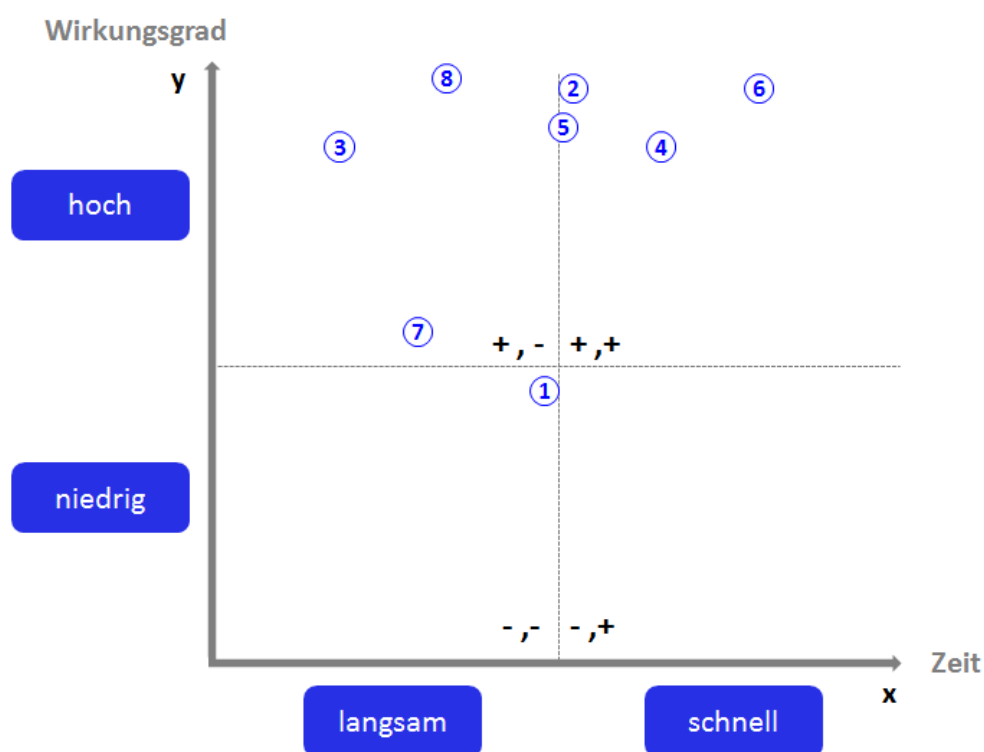 Wirkungsgrad
y
8
2
6
5
3
4
hoch
7
+ , - + ,+
1
niedrig
- ,- - ,+
Zeit
x
langsam
schnell